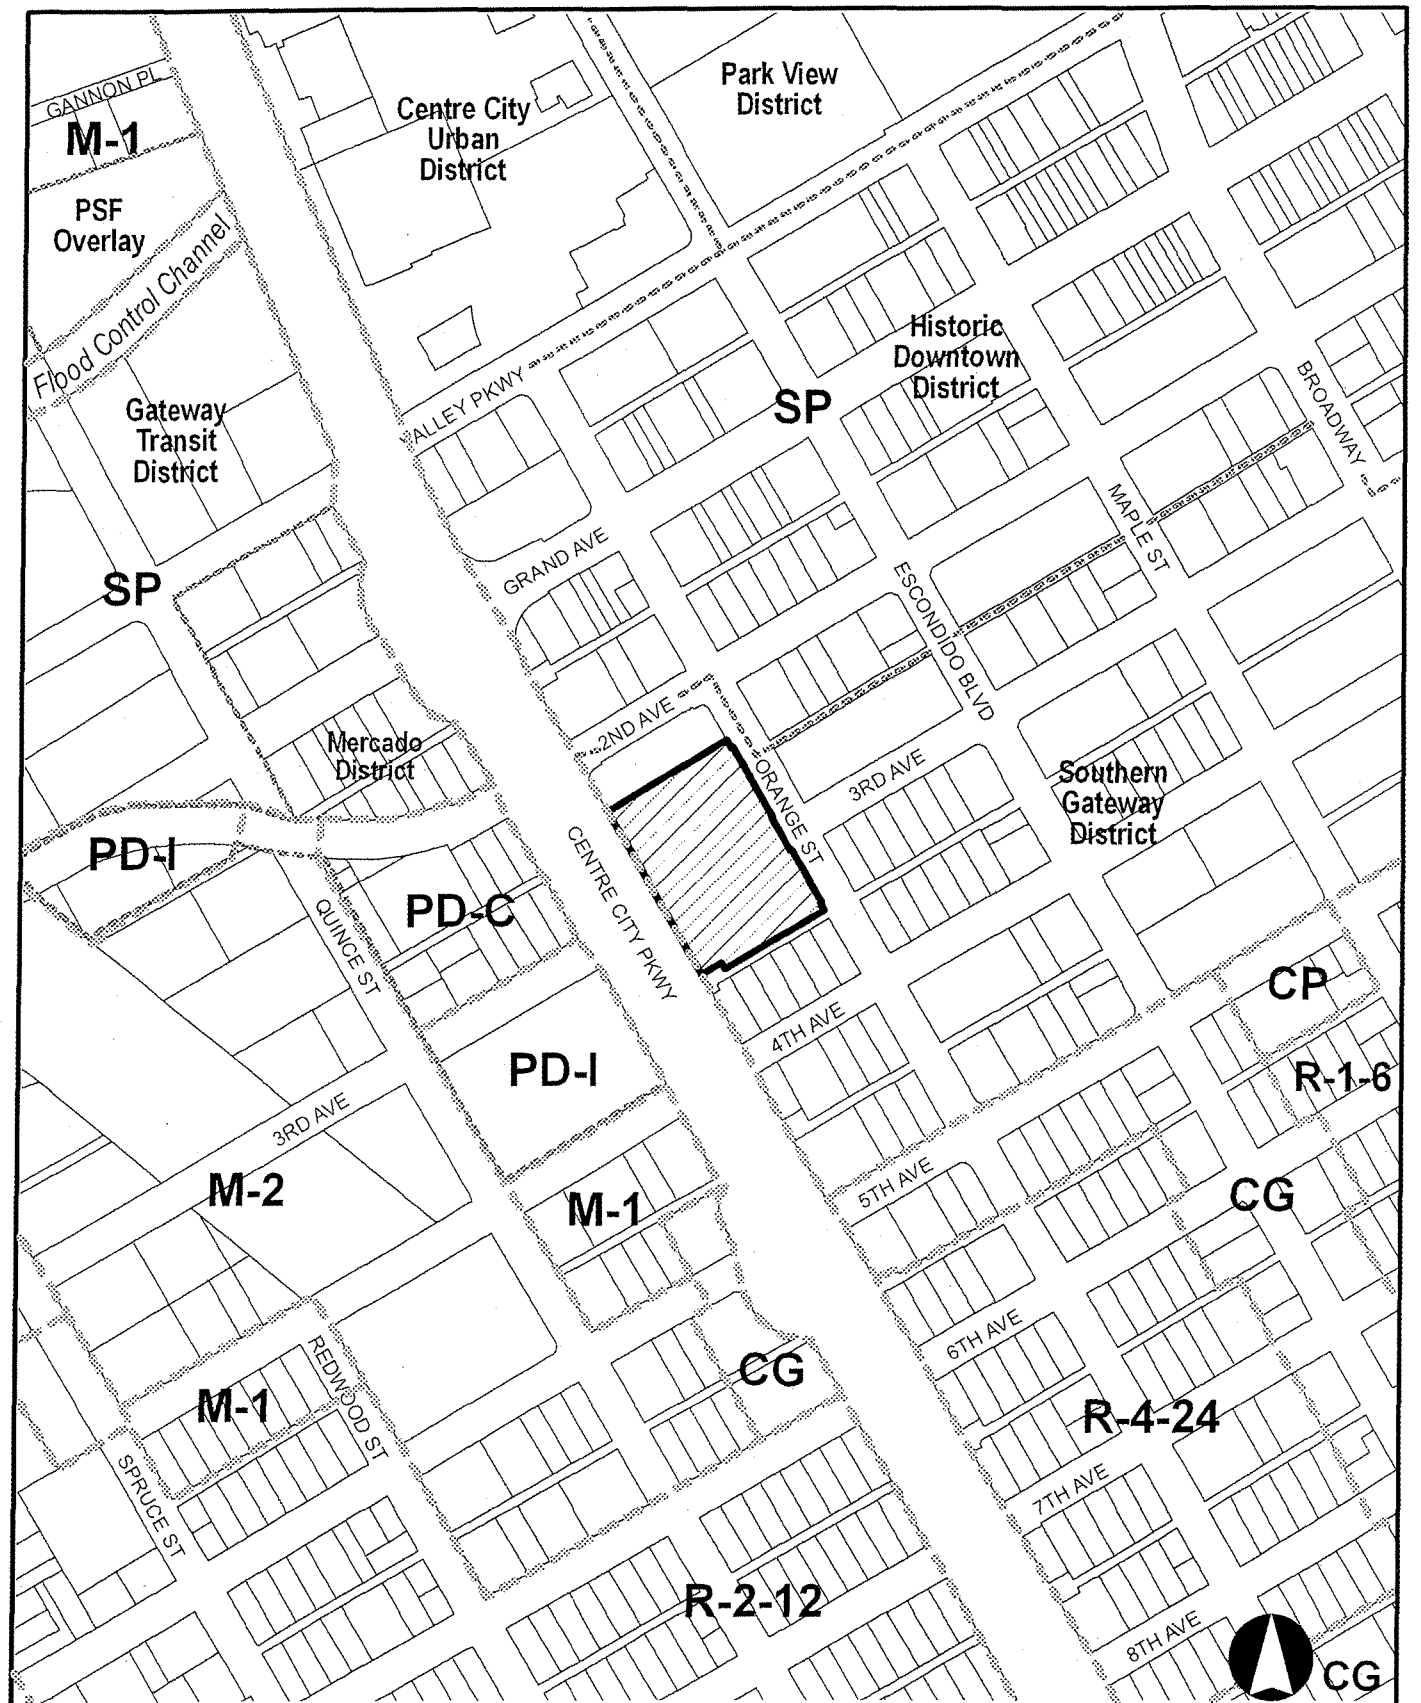 GANNON PL
M-1
Centre City
Urban
District
Park View
District
PSF
Overlay
Flood Control Channel
Gateway
Transit
District
Historic
Downtown
District
SP
BROADWAY
ALLEY PKWY
MAPLE ST
GRAND AVE
SP
ESCONDIDO BLVD
2ND AVE
Mercado
District
ORANGE ST
3RD AVE
Southern
Gateway
District
PD-I
CENTRE CITY PKWY
PD-C
QUINCE ST
CP
4TH AVE
PD-I
R-1-6
3RD AVE
M-2
M-1
5TH AVE
CG
6TH AVE
CG
REDWOOD ST
M-1
R-4-24
SPRUCE ST
7TH AVE
R-2-12
8TH AVE
CG